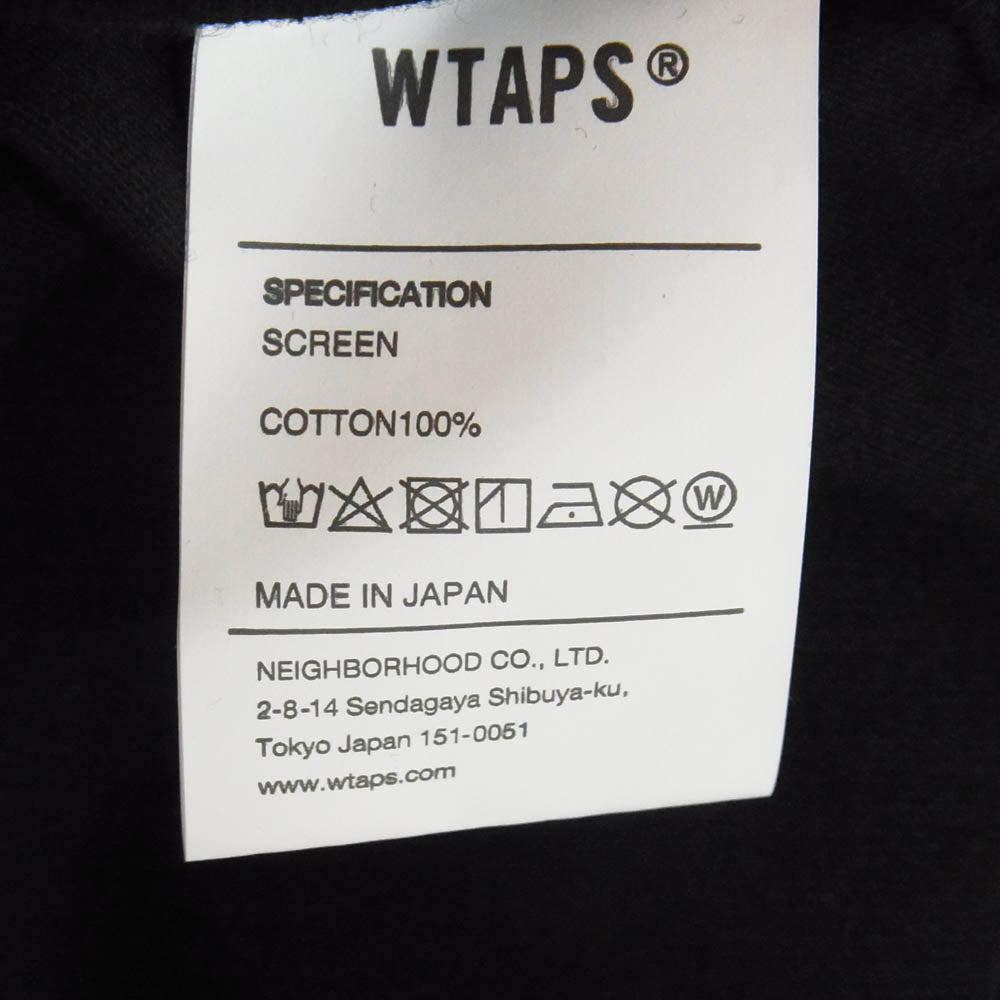 WTAPS®
SPECIFICATION
SCREEN
COTTON100%
W
MADE IN JAPAN
NEIGHBORHOOD CO., LTD.
2-8-14 Sendagaya Shibuya-ku,
Tokyo Japan 151-0051
www.wtaps.com